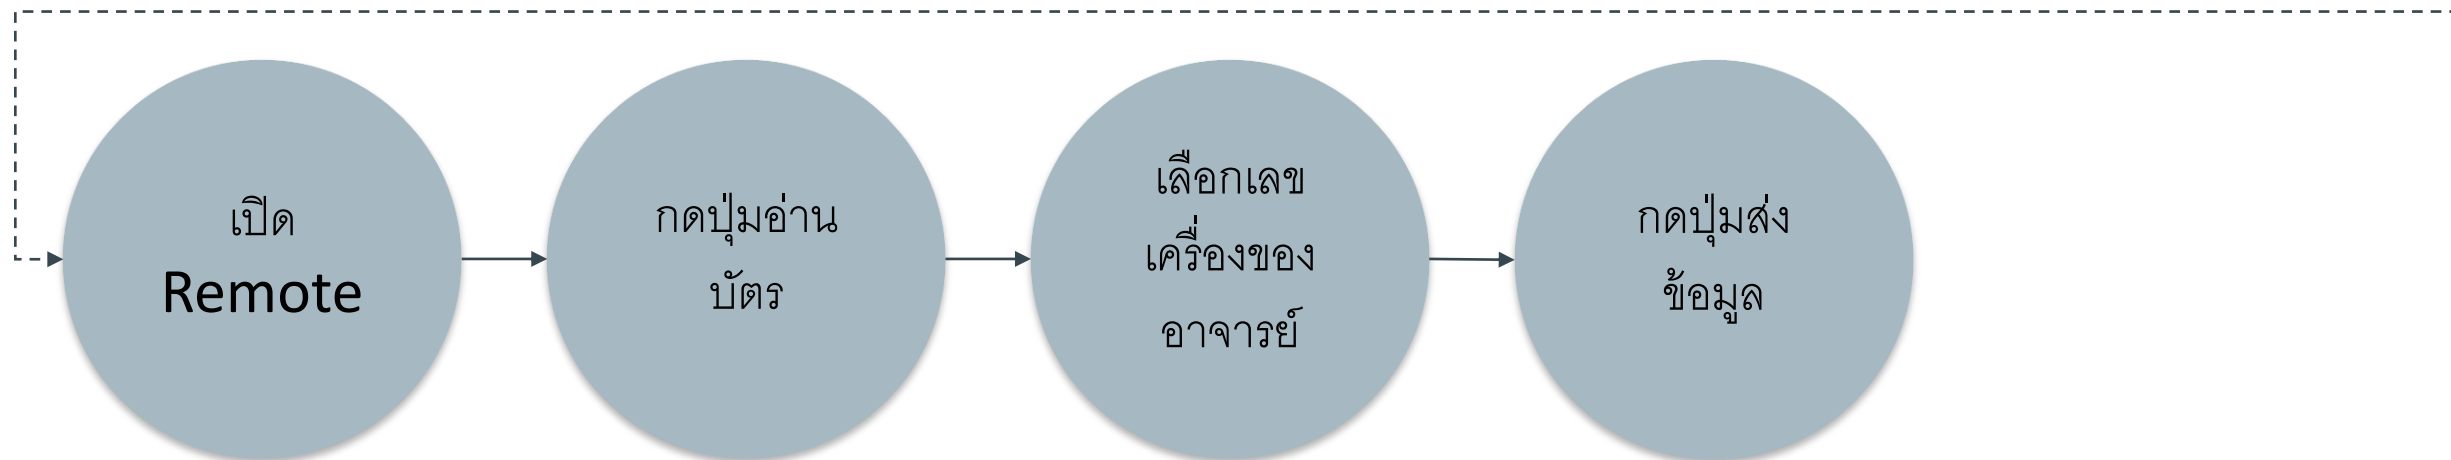 เปิด
Remote
กดปุ่มอ่าน
บัตร
เลือกเลข
เครื่องของ
อาจารย์
กดปุ่มส่ง
ข้อมูล